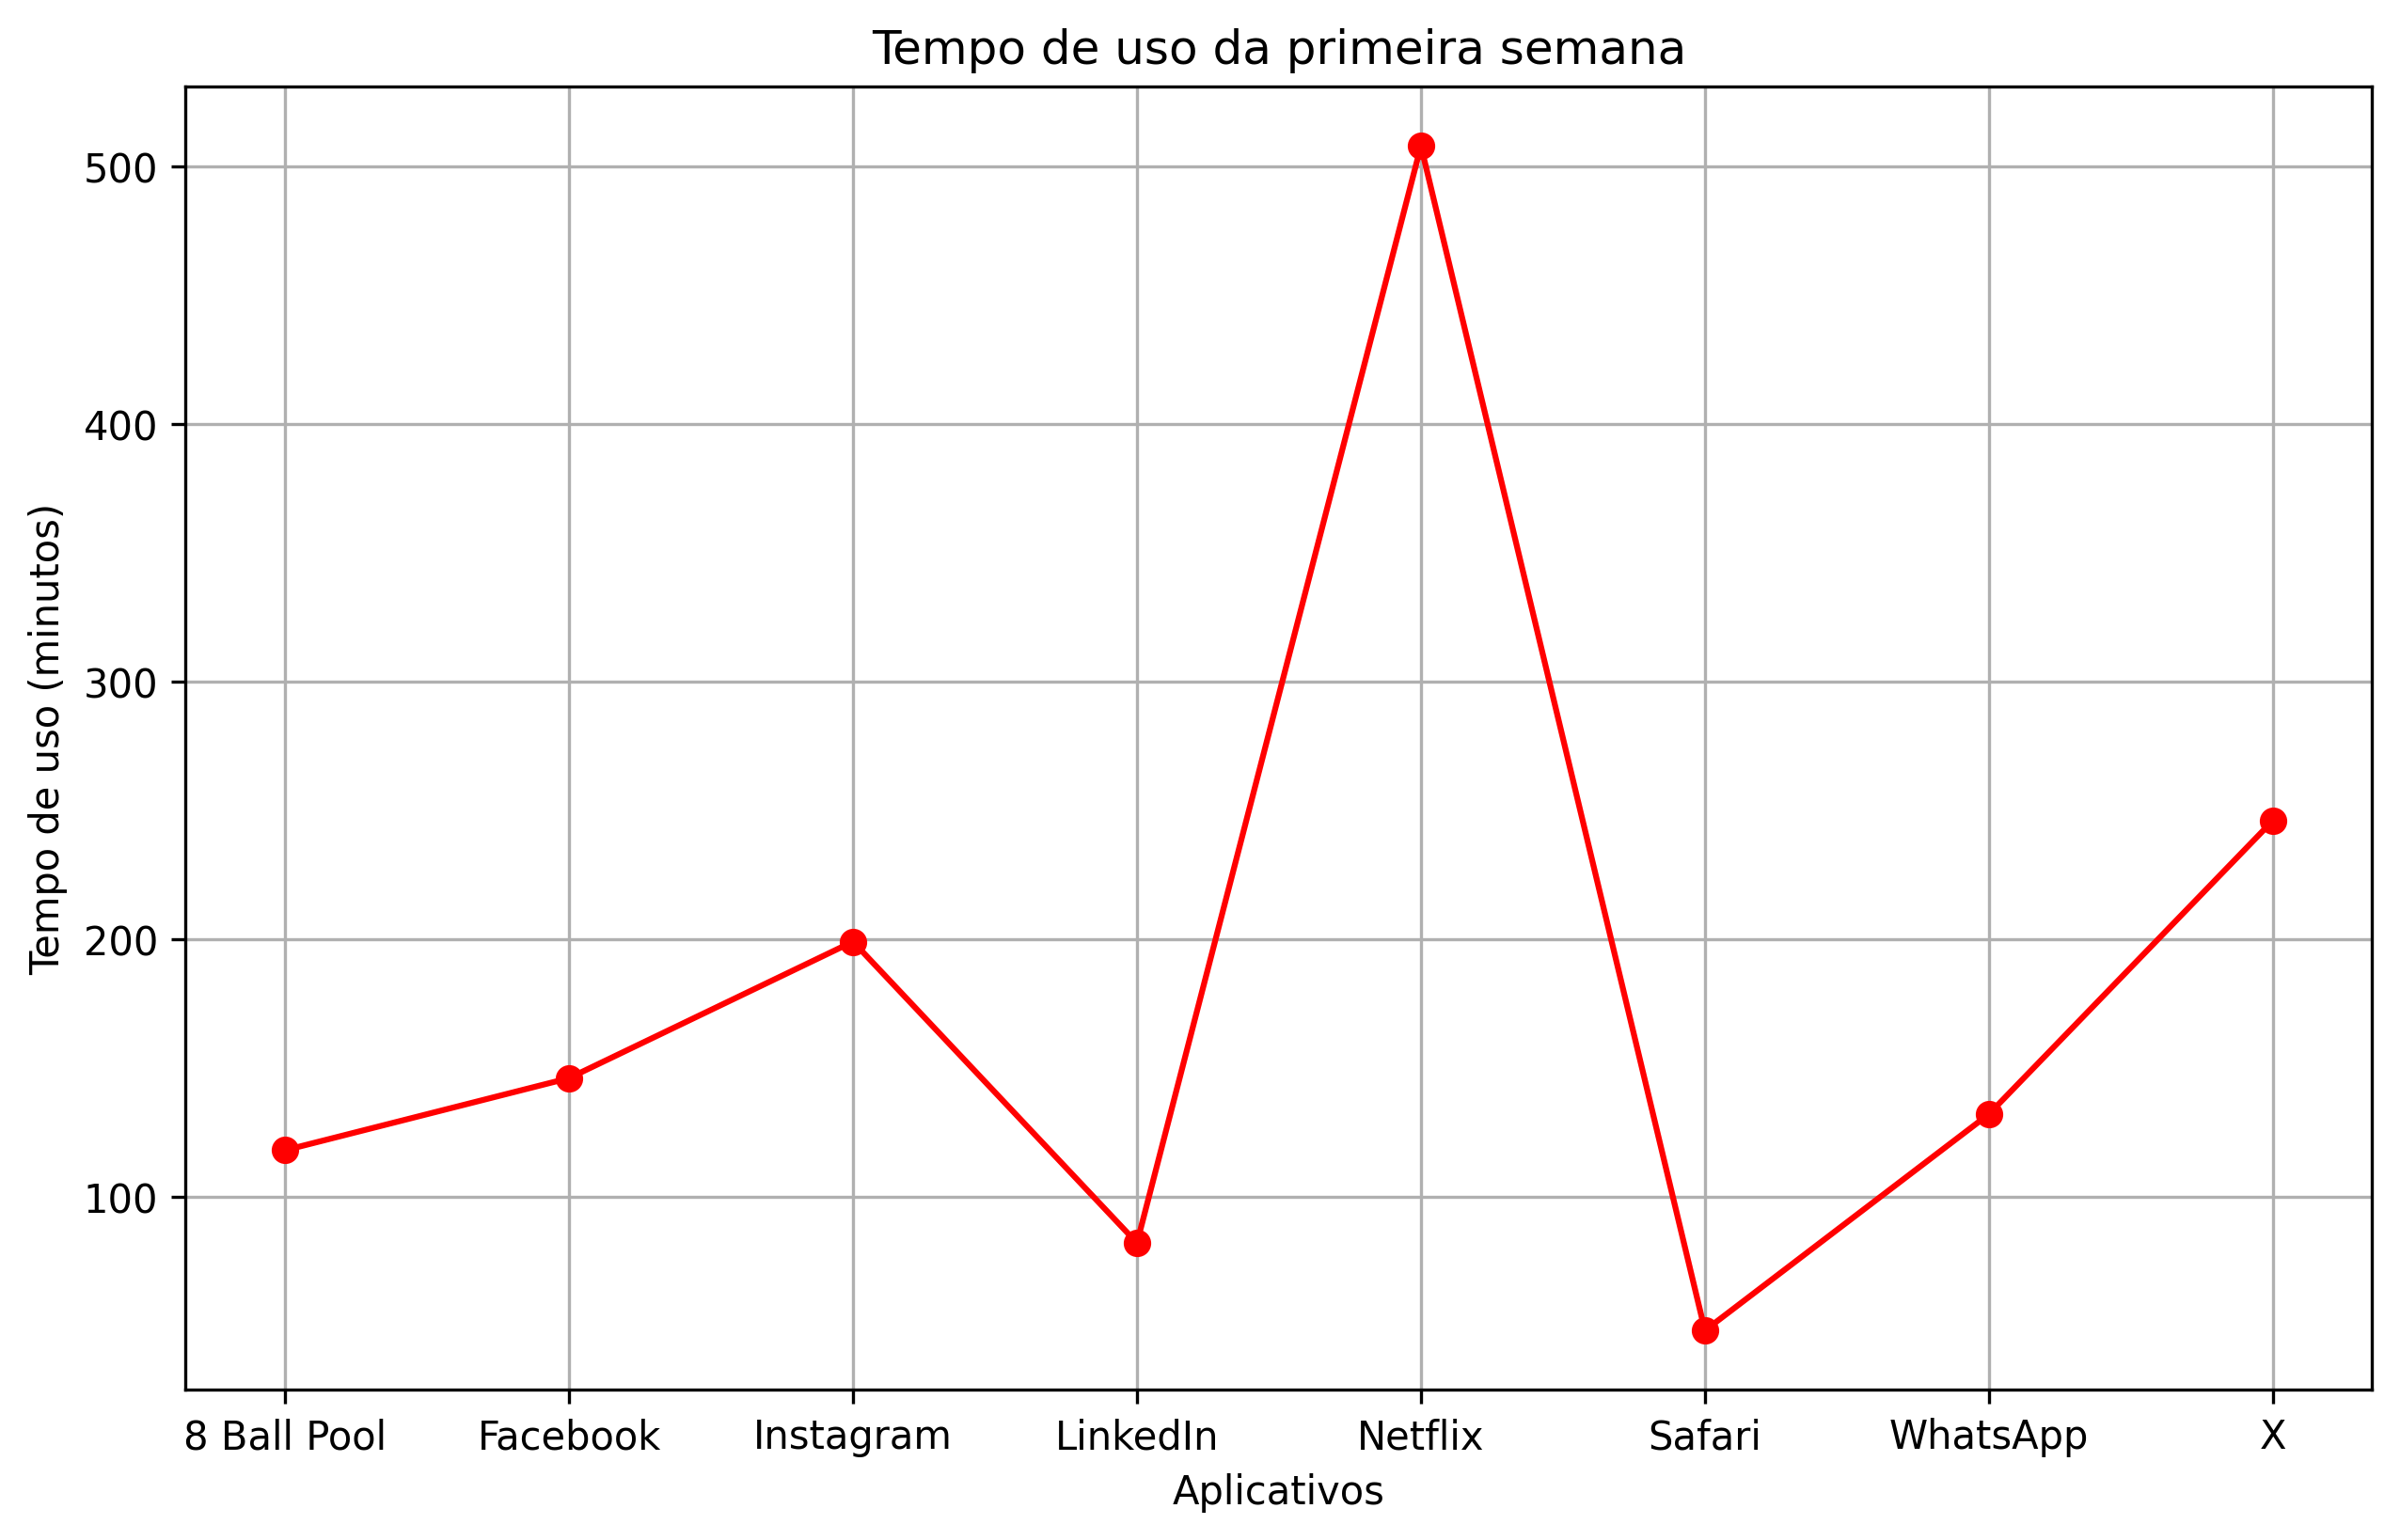 Tempo de uso da primeira semana
Tempo de uso (minutos)
500
400
300
200
100
8 Ball Pool Facebook Instagram LinkedIn Netflix Safari WhatsApp X
Aplicativos